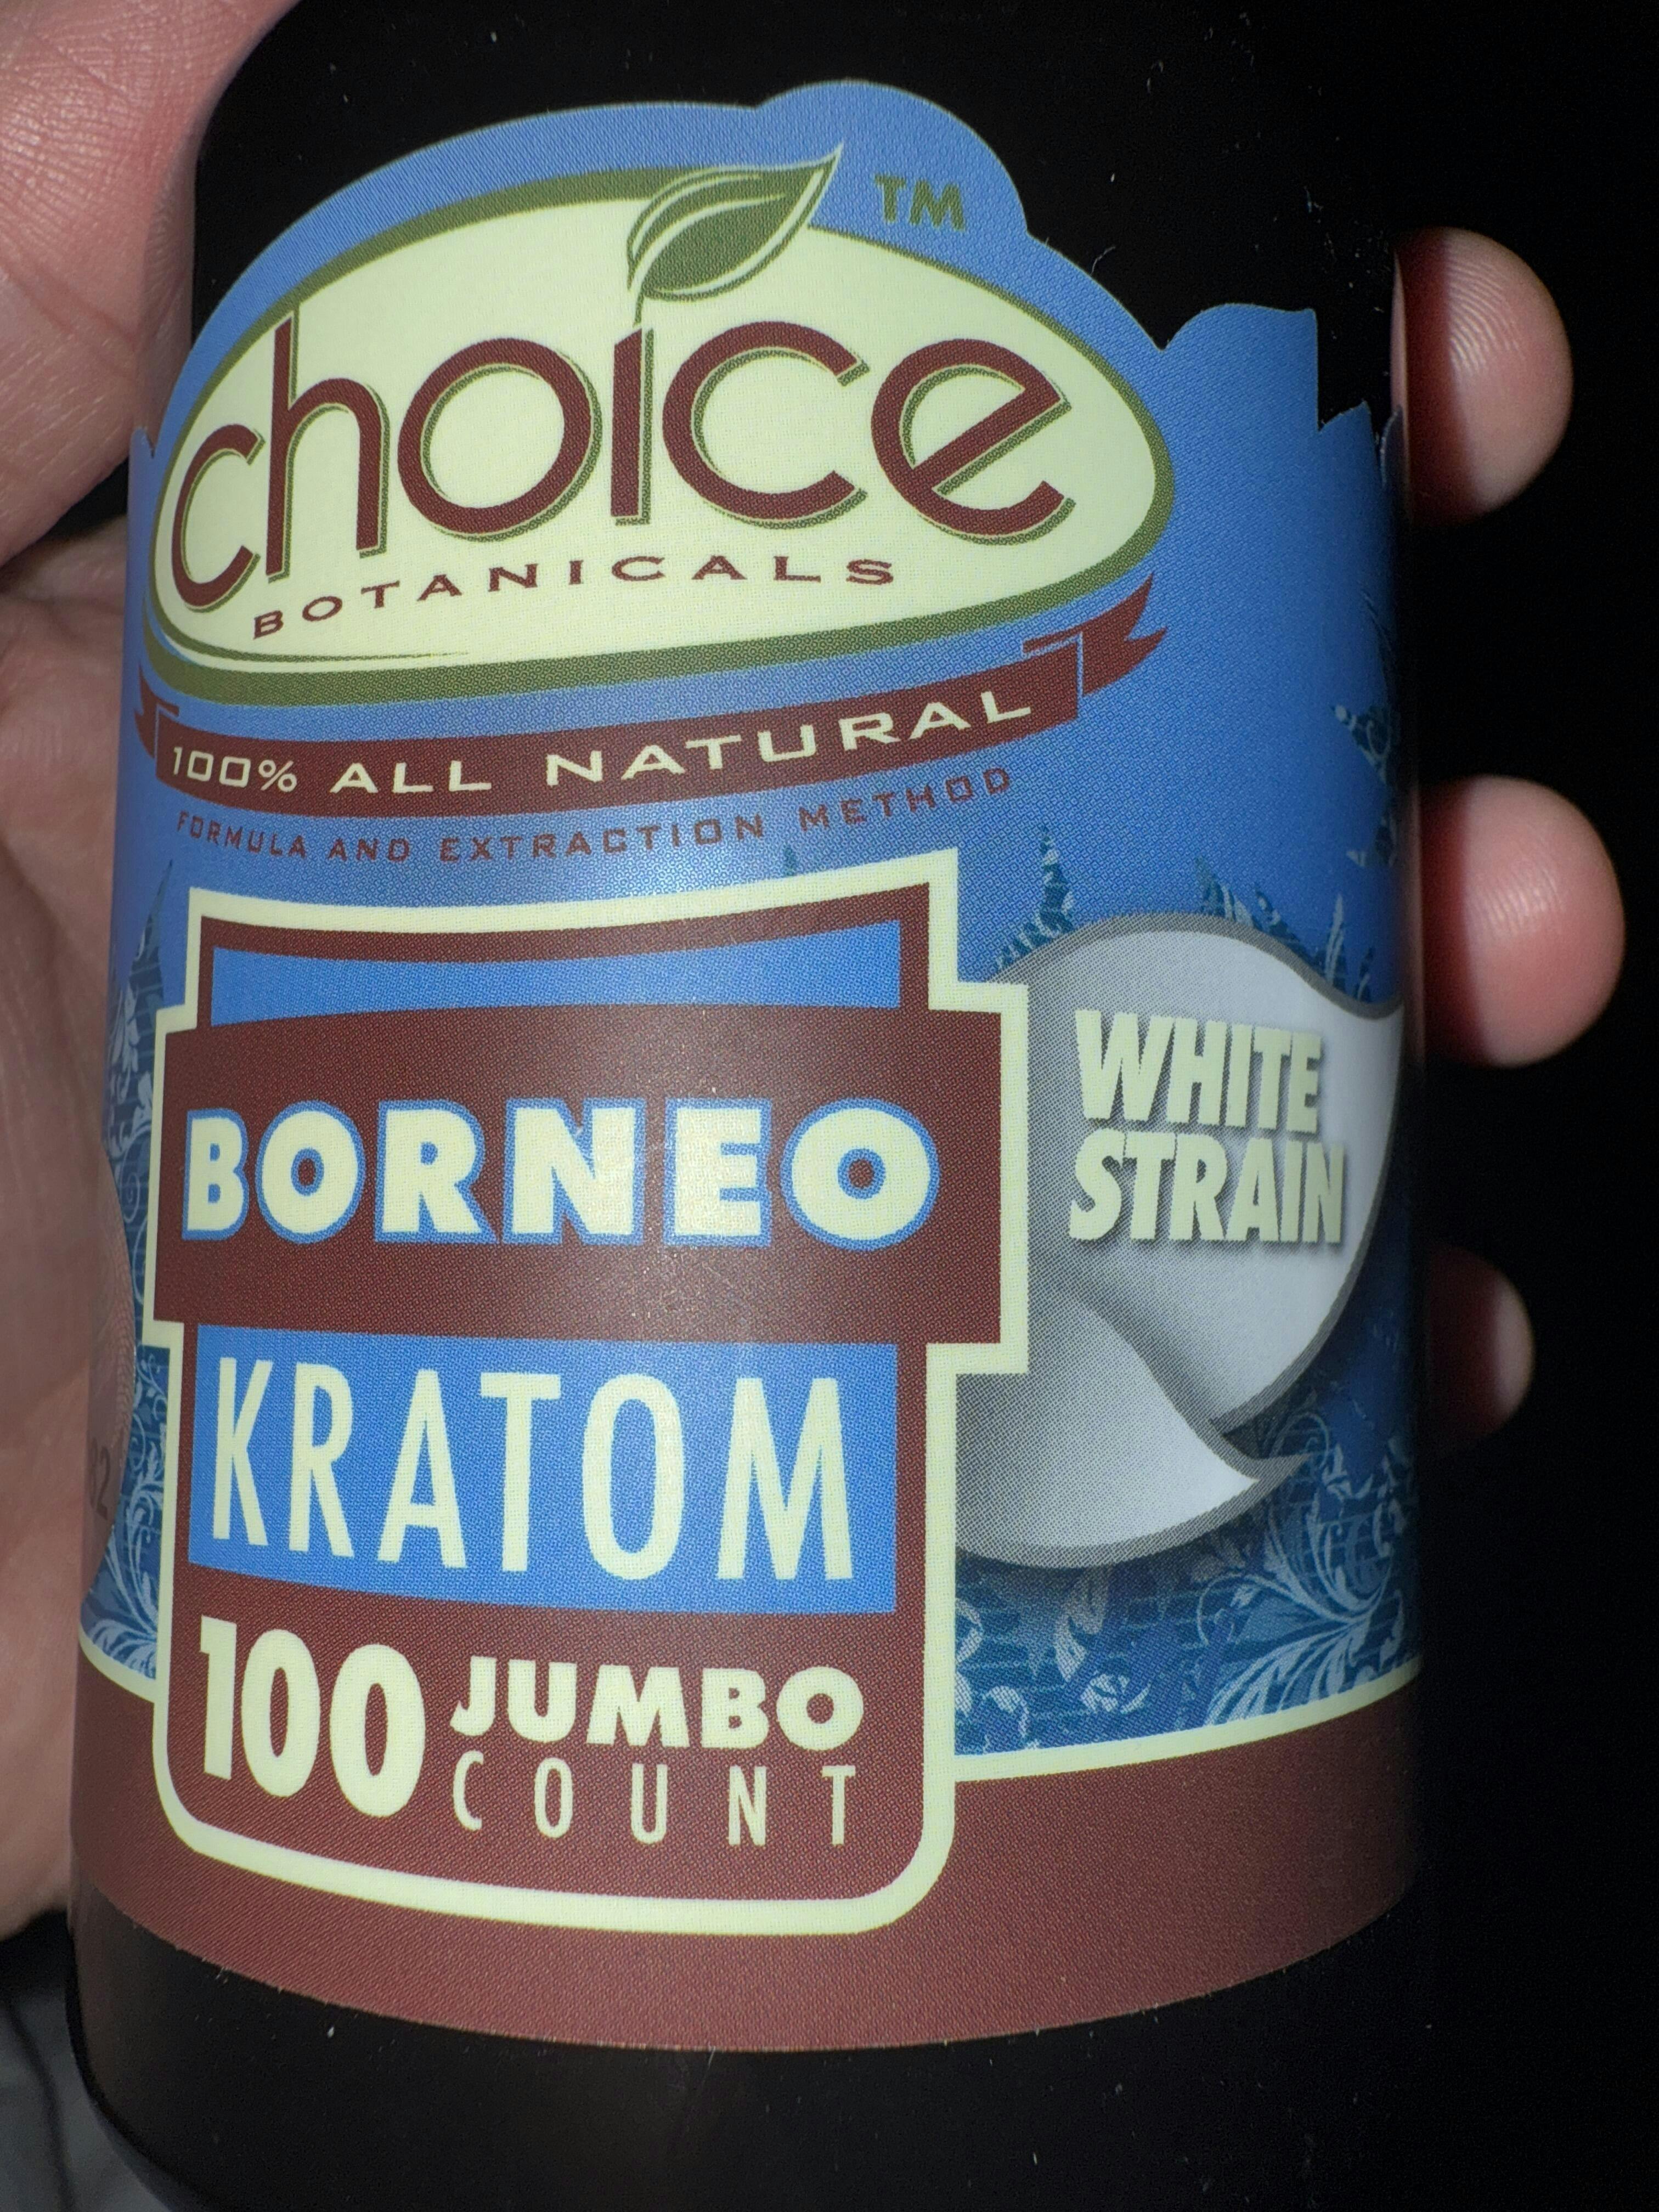 choice TM
BOTANICALS
100% ALL NATURAL
FORMULA AND EXTRACTION METHOD
BORNEO
KRATOM
100 JUMBO
COUNT
WHITE
STRAIN